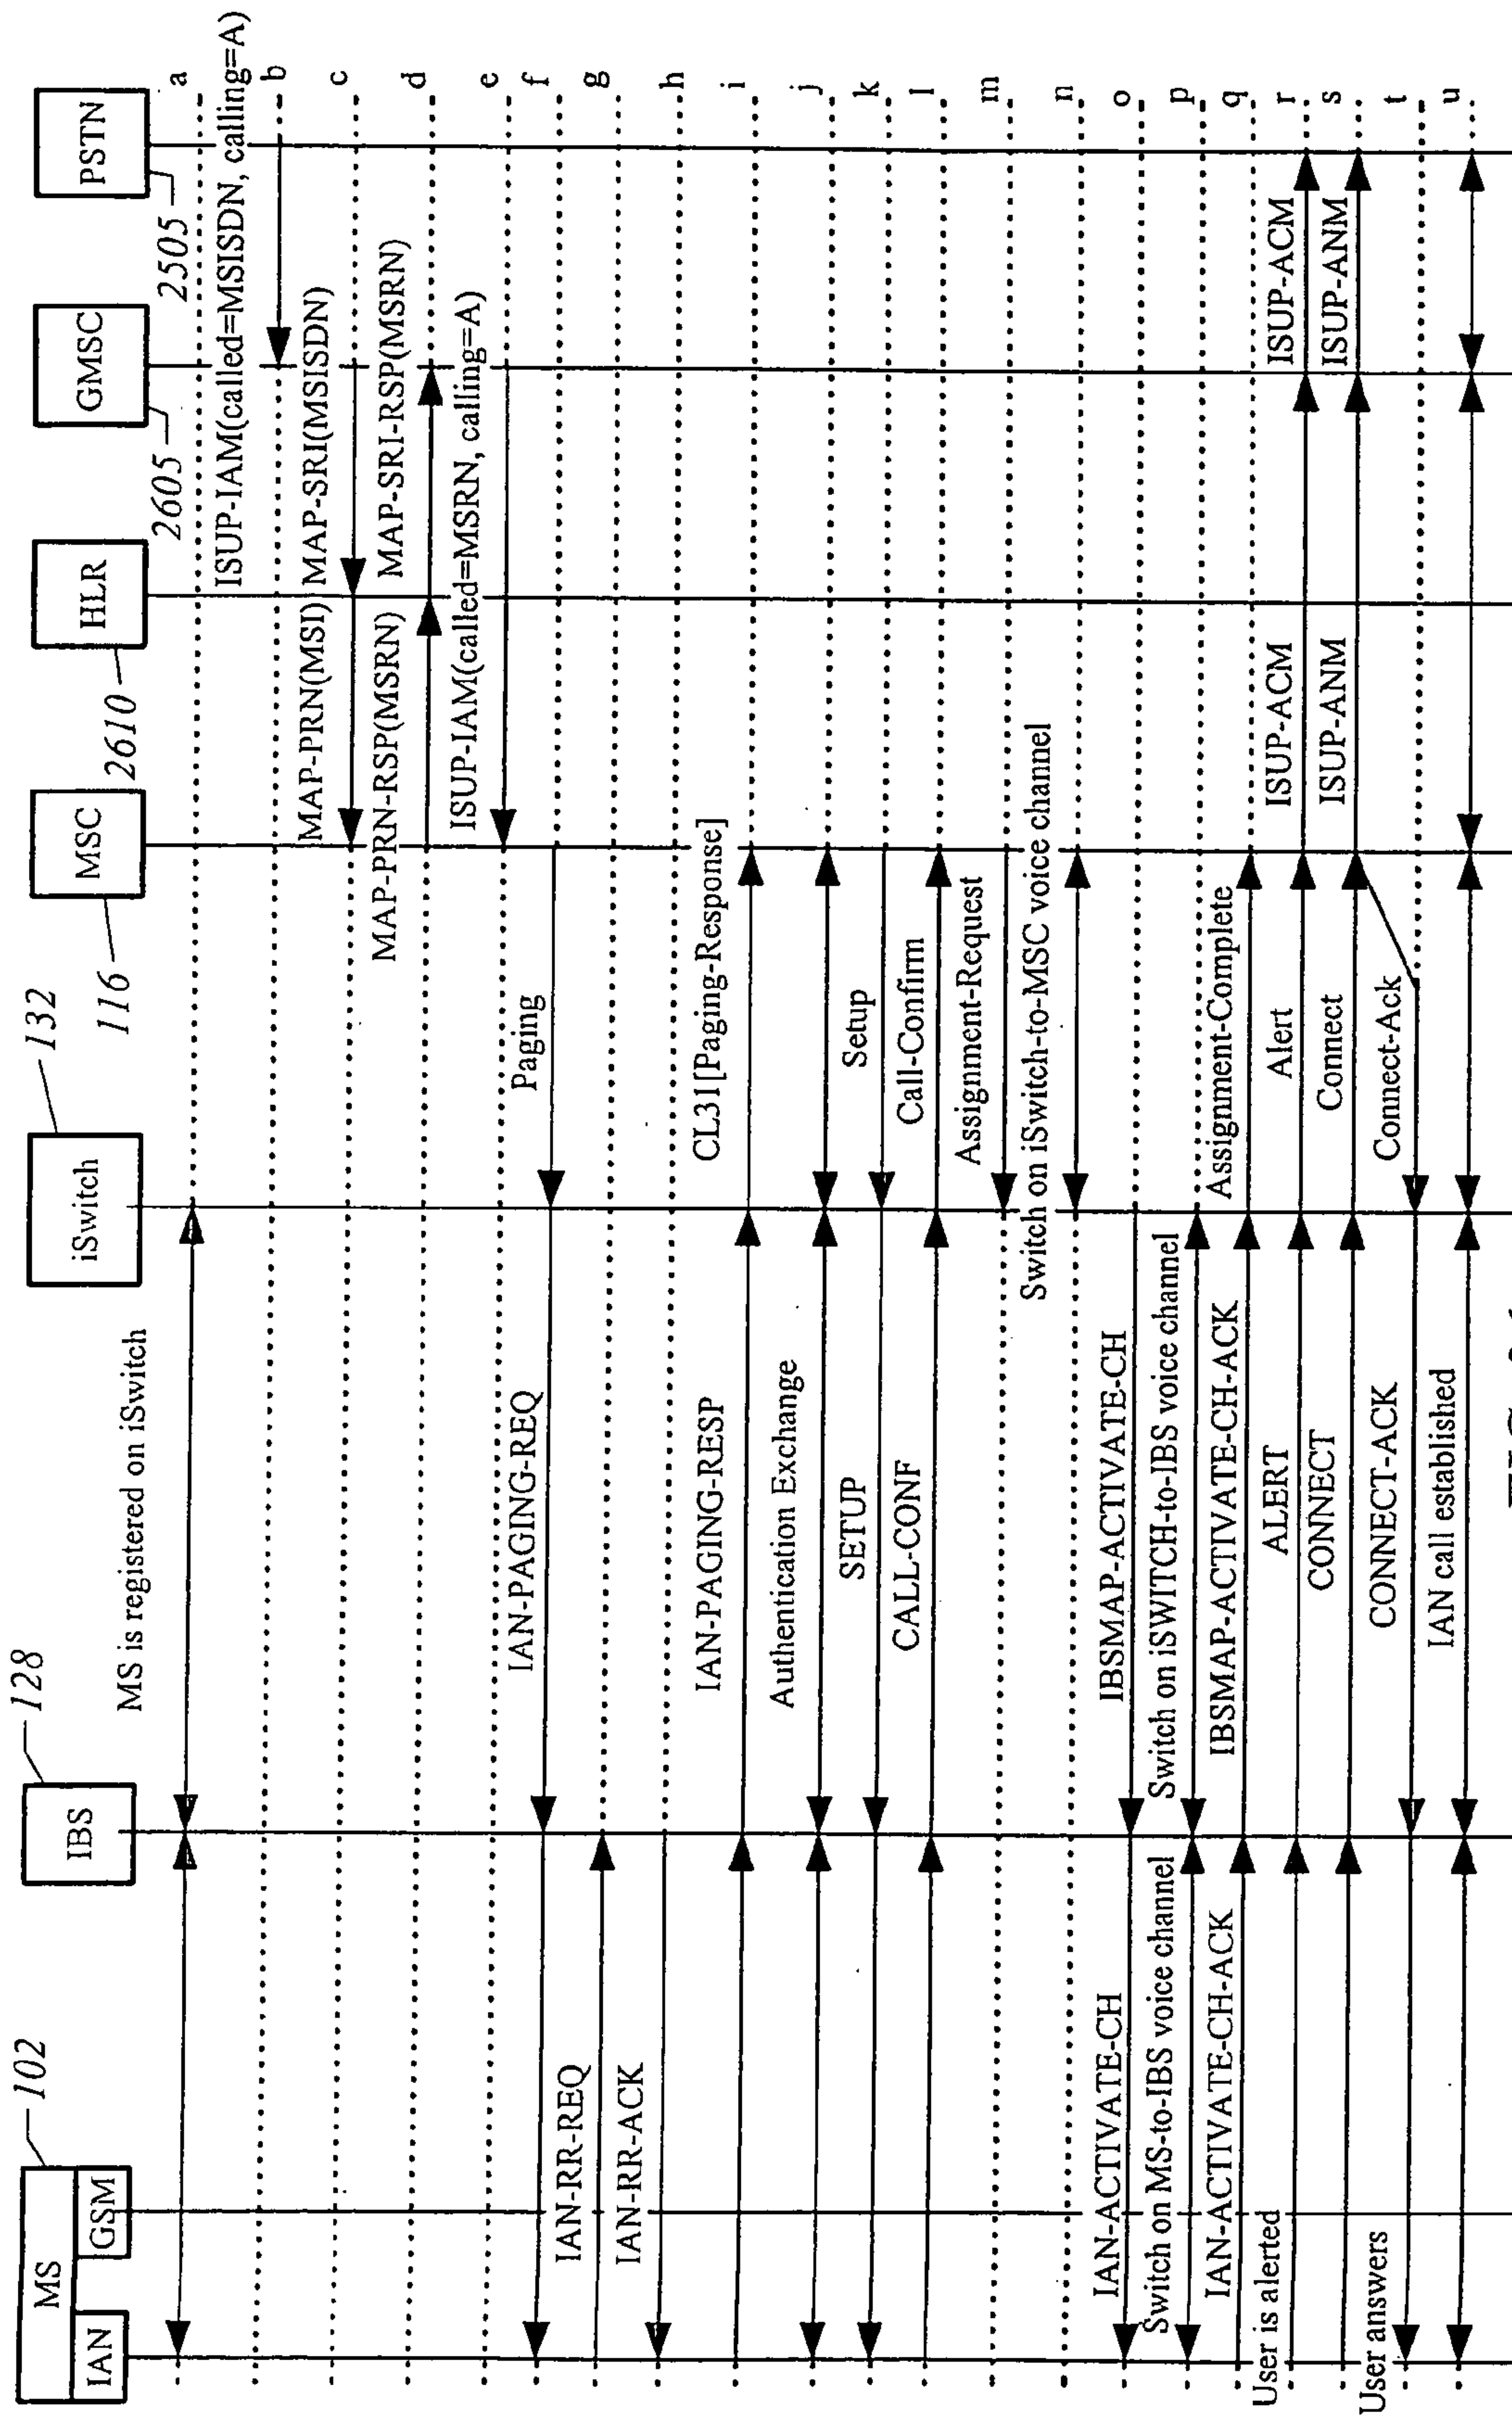 MS
IAN
GSM
102
IBS
128
iSwitch
132
MSC
116
HLR
2610
GMSC
2605
PSTN
2505
a
MS is registered on iSwitch
ISUP-IAM(called=MSISDN, calling=A)
b
MAP-PRN(MSI)
MAP-SRI(MSISDN)
c
MAP-PRN-RSP(MSRN)
MAP-SRI-RSP(MSRN)
d
ISUP-IAM(called=MSRN, calling=A)
e
IAN-PAGING-REQ
Paging
f
IAN-RR-REQ
g
IAN-RR-ACK
h
IAN-PAGING-RESP
CL3I[Paging-Response]
i
Authentication Exchange
j
SETUP
Setup
k
CALL-CONF
Call-Confirm
l
Assignment-Request
m
Switch on iSwitch-to-MSC voice channel
n
IAN-ACTIVATE-CH
IBSMAP-ACTIVATE-CH
o
Switch on MS-to-IBS voice channel
Switch on iSWITCH-to-IBS voice channel
p
IAN-ACTIVATE-CH-ACK
IBSMAP-ACTIVATE-CH-ACK
Assignment-Complete
q
User is alerted
ALERT
Alert
ISUP-ACM
ISUP-ACM
r
CONNECT
Connect
ISUP-ANM
ISUP-ANM
s
User answers
CONNECT-ACK
Connect-Ack
t
IAN call established
u